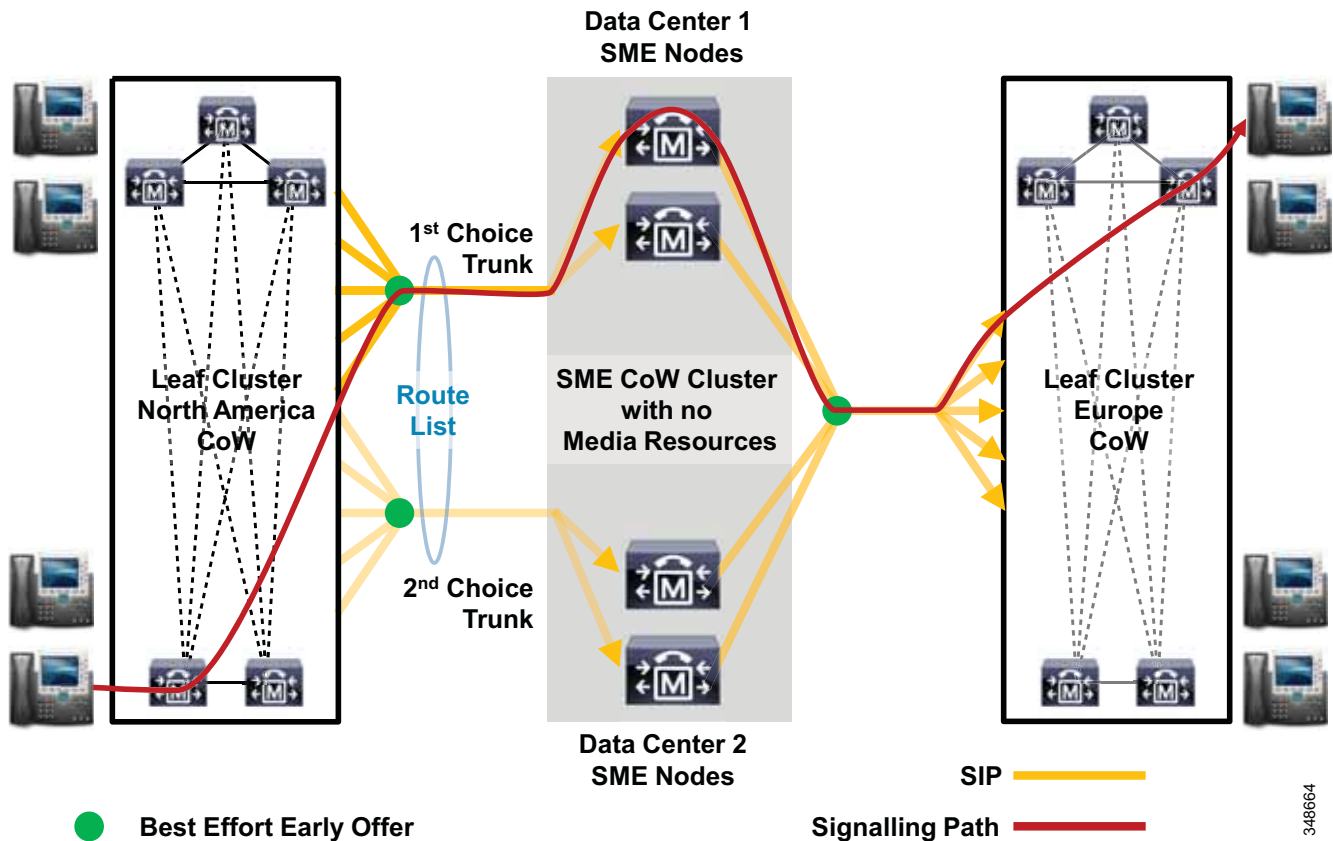 Data Center 1
SME Nodes
1st Choice
Trunk
Leaf Cluster
North America
CoW
Route
List
SME CoW Cluster
with no
Media Resources
Leaf Cluster
Europe
CoW
2nd Choice
Trunk
Data Center 2
SME Nodes
SIP
Best Effort Early Offer
Signalling Path
348664
M
M
M
M
M
M
M
M
M
M
M
M
M
M